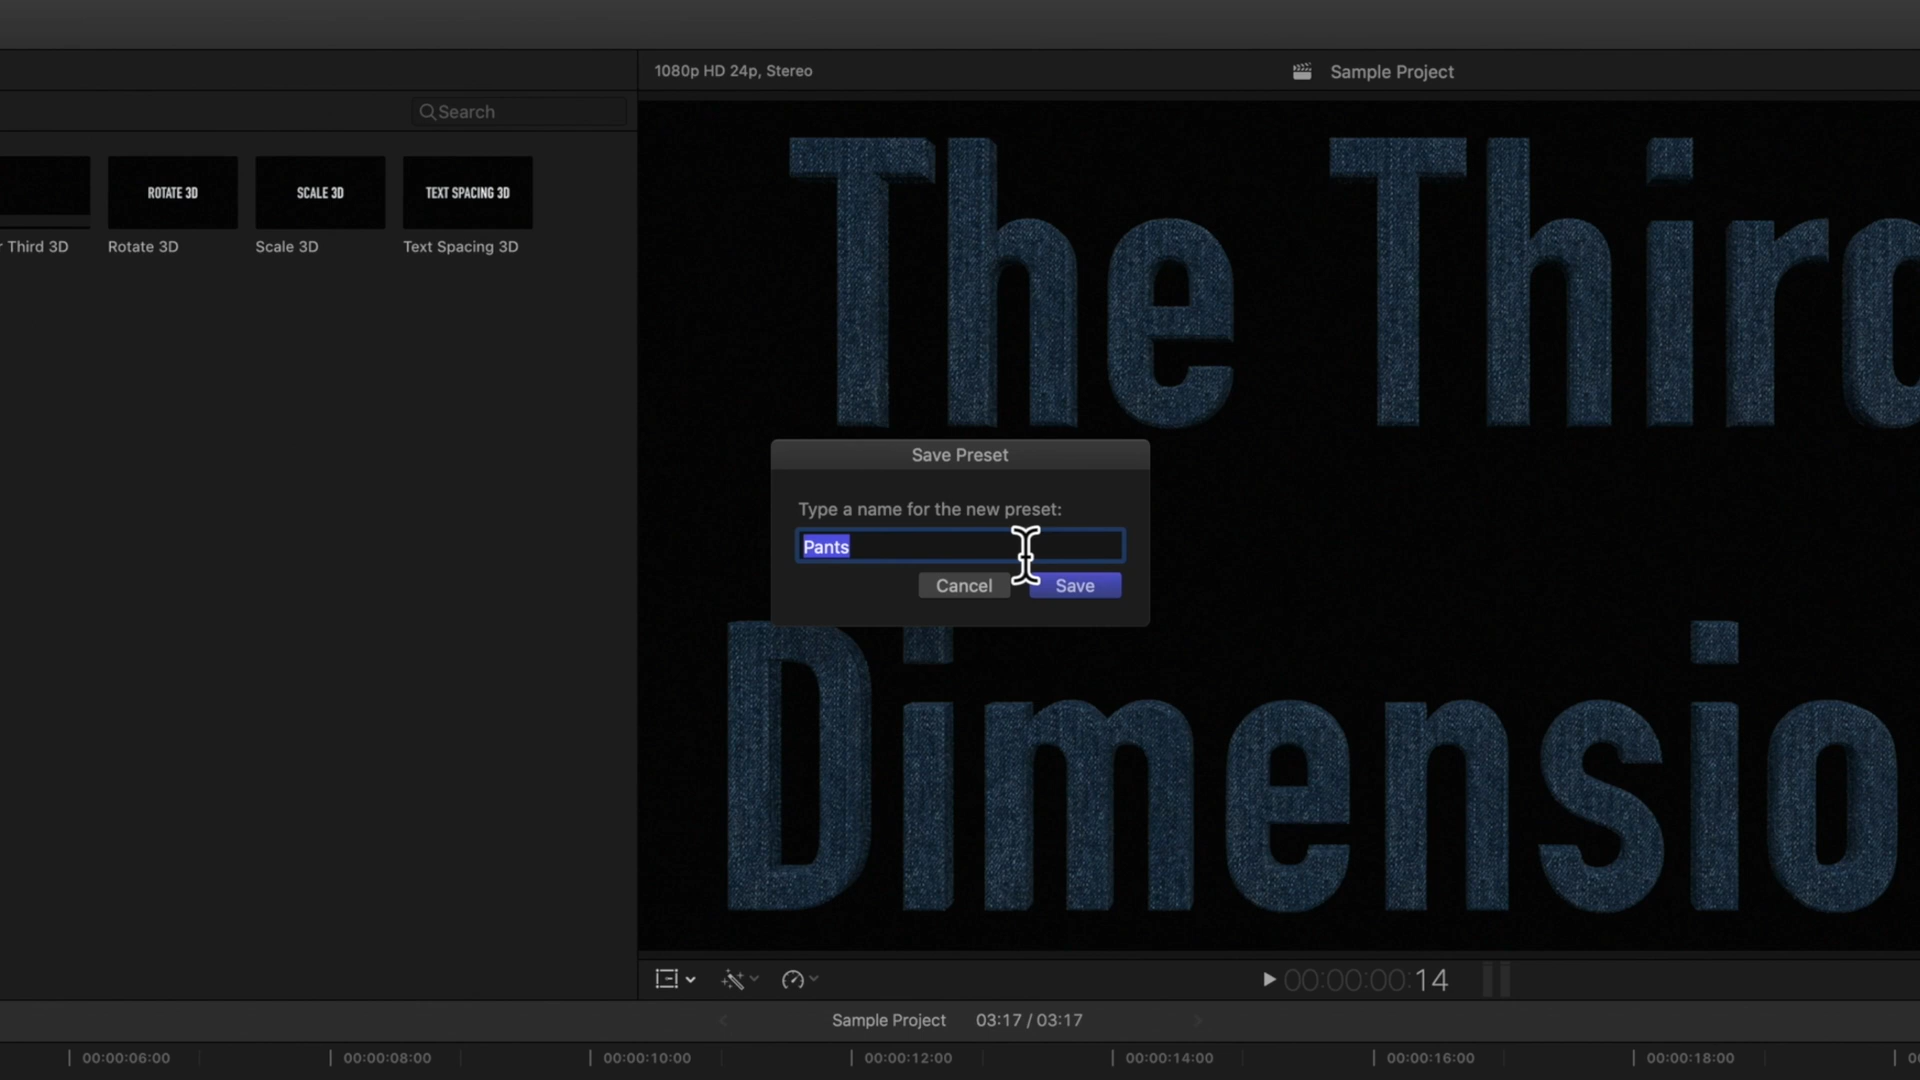 1080p HD 24p, Stereo
Sample Project
Search
ROTATE 3D
SCALE 3D
TEXT SPACING 3D
Third 3D
Rotate 3D
Scale 3D
Text Spacing 3D
The Third
Save Preset
Type a name for the new preset:
Pants
Cancel
Save
Dimensio
00:00:00:14
Sample Project
03:17 / 03:17
00:00:06:00
00:00:08:00
00:00:10:00
00:00:12:00
00:00:14:00
00:00:16:00
00:00:18:00